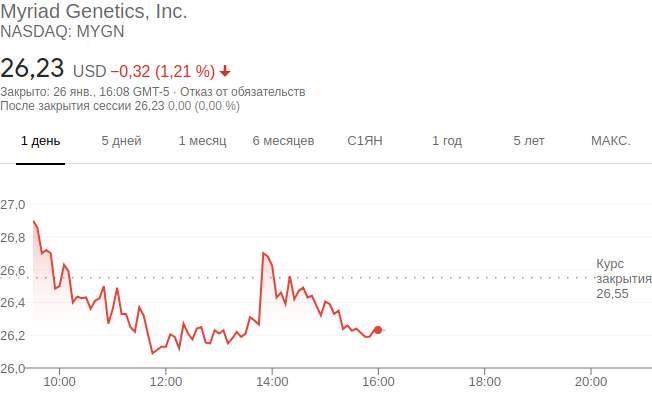 Myriad Genetics, Inc.
NASDAQ: MYGN
26,23 USD −0,32 (1,21 %)
Закрыто: 26 янв., 16:08 GMT-5 · Отказ от обязательств
После закрытия сессии 26,23 0,00 (0,00 %)
1 день 5 дней 1 месяц 6 месяцев С1ЯН 1 год 5 лет МАКС.
27,0
26,8
26,6
26,4
26,2
26,0
Курс
закрытия
26,55
10:00 12:00 14:00 16:00 18:00 20:00